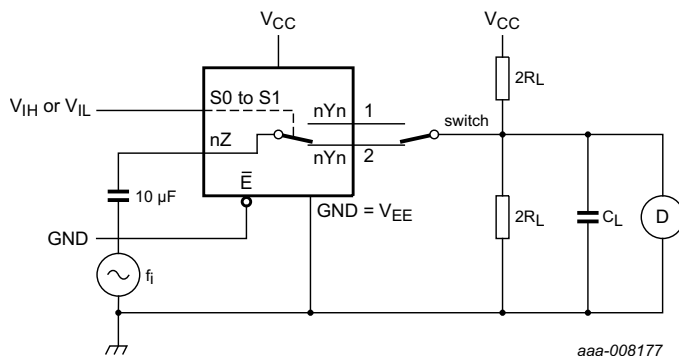 VCC
VCC
S0 to S1
nYn
1
2RL
VIH or VIL
switch
nZ
nYn
2
E̅
10 μF
GND = VEE
2RL
CL
D
GND
fi
aaa-008177